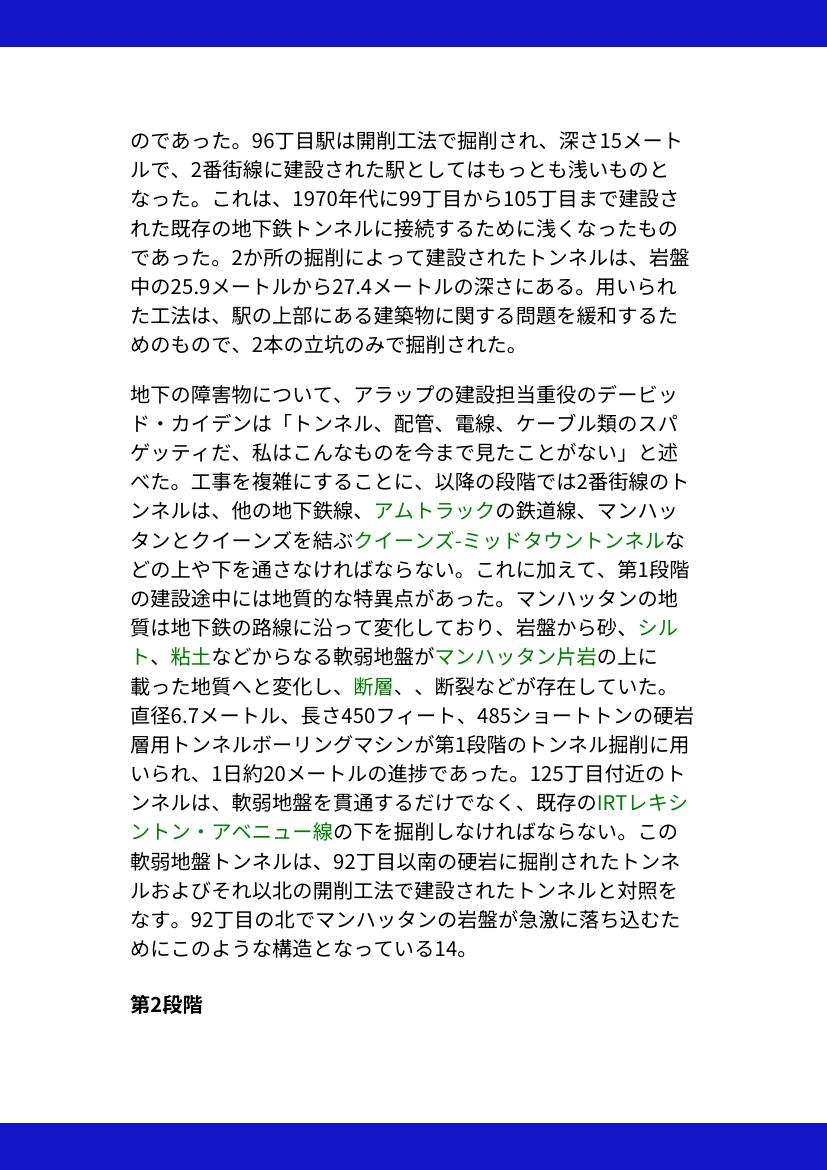 のであった。96丁目駅は開削工法で掘削され、深さ15メート
ルで、2番街線に建設された駅としてはもっとも浅いものと
なった。これは、1970年代に99丁目から105丁目まで建設さ
れた既存の地下鉄トンネルに接続するために浅くなったもの
であった。2か所の掘削によって建設されたトンネルは、岩盤
中の25.9メートルから27.4メートルの深さにある。用いられ
た工法は、駅の上部にある建築物に関する問題を緩和するた
めのもので、2本の立坑のみで掘削された。
地下の障害物について、アラップの建設担当重役のデービッ
ド・カイデンは「トンネル、配管、電線、ケーブル類のスパ
ゲッティだ、私はこんなものを今まで見たことがない」と述
べた。工事を複雑にすることに、以降の段階では2番街線のト
ンネルは、他の地下鉄線、アムトラックの鉄道線、マンハッ
タンとクイーンズを結ぶクイーンズ-ミッドタウントンネルな
どの上や下を通さなければならない。これに加えて、第1段階
の建設途中には地質的な特異点があった。マンハッタンの地
質は地下鉄の路線に沿って変化しており、岩盤から砂、シル
ト、粘土などからなる軟弱地盤がマンハッタン片岩の上に
載った地質へと変化し、断層、、断裂などが存在していた。
直径6.7メートル、長さ450フィート、485ショートトンの硬岩
層用トンネルボーリングマシンが第1段階のトンネル掘削に用
いられ、1日約20メートルの進捗であった。125丁目付近のト
ンネルは、軟弱地盤を貫通するだけでなく、既存のIRTレキシ
ントン・アベニュー線の下を掘削しなければならない。この
軟弱地盤トンネルは、92丁目以南の硬岩に掘削されたトンネ
ルおよびそれ以北の開削工法で建設されたトンネルと対照を
なす。92丁目の北でマンハッタンの岩盤が急激に落ち込むた
めにこのような構造となっている14。
第2段階